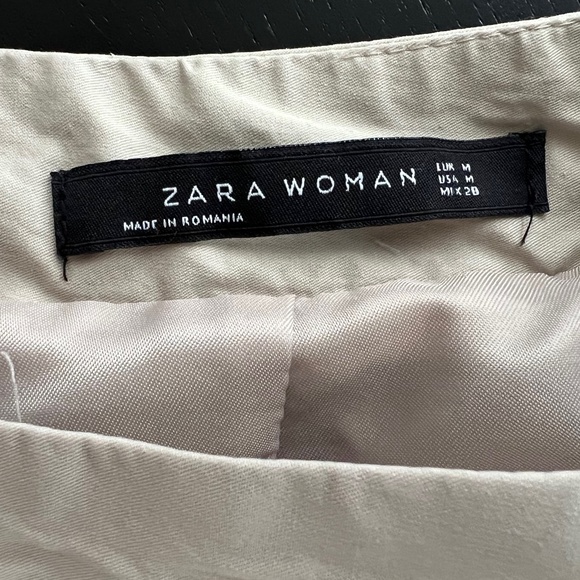 ZARA WOMAN
MADE IN ROMANIA
EUR M
USA M
MEX 28